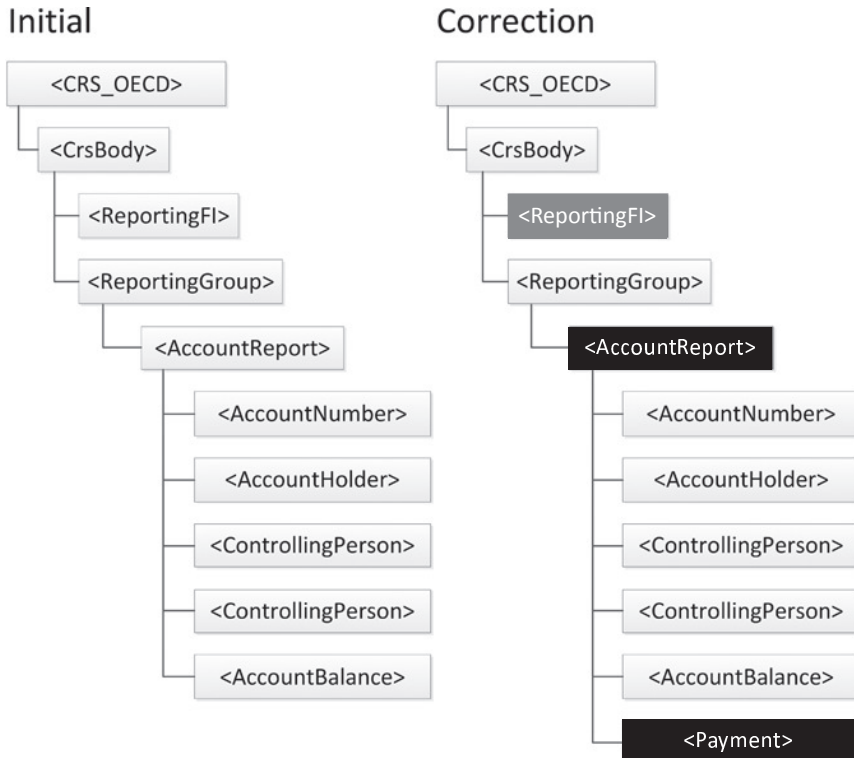 Initial
<CRS_OECD>
<CrsBody>
<ReportingFI>
<ReportingGroup>
<AccountReport>
<AccountNumber>
<AccountHolder>
<ControllingPerson>
<ControllingPerson>
<AccountBalance>
Correction
<CRS_OECD>
<CrsBody>
<ReportingFI>
<ReportingGroup>
<AccountReport>
<AccountNumber>
<AccountHolder>
<ControllingPerson>
<ControllingPerson>
<AccountBalance>
<Payment>